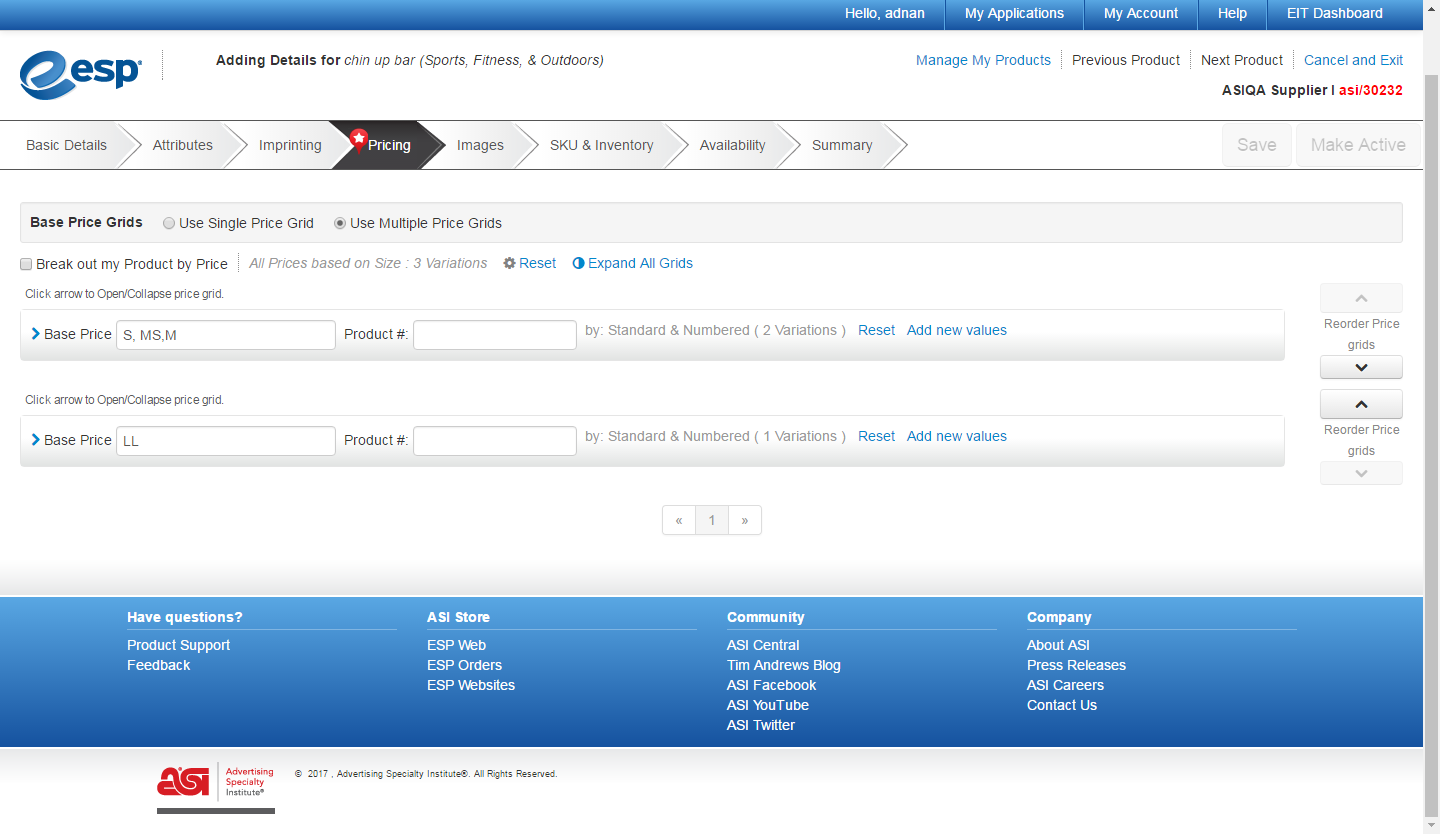 Hello, adnan My Applications My Account Help EIT Dashboard
esp Adding Details for chin up bar (Sports, Fitness, & Outdoors) Manage My Products Previous Product Next Product Cancel and Exit
ASIQA Supplier I asi/30232
Basic Details Attributes Imprinting Pricing Images SKU & Inventory Availability Summary Save Make Active
Base Price Grids Use Single Price Grid Use Multiple Price Grids
Break out my Product by Price All Prices based on Size : 3 Variations Reset Expand All Grids
Click arrow to Open/Collapse price grid.
Base Price S, MS,M Product #: by: Standard & Numbered ( 2 Variations ) Reset Add new values
Reorder Price
grids
Click arrow to Open/Collapse price grid.
Base Price LL Product #: by: Standard & Numbered ( 1 Variations ) Reset Add new values
Reorder Price
grids
« 1 »
Have questions? ASI Store Community Company
Product Support ESP Web ASI Central About ASI
Feedback ESP Orders Tim Andrews Blog Press Releases
ESP Websites ASI Facebook ASI Careers
ASI YouTube Contact Us
ASI Twitter
asi Advertising
Specialty
Institute®
© 2017 , Advertising Specialty Institute®. All Rights Reserved.